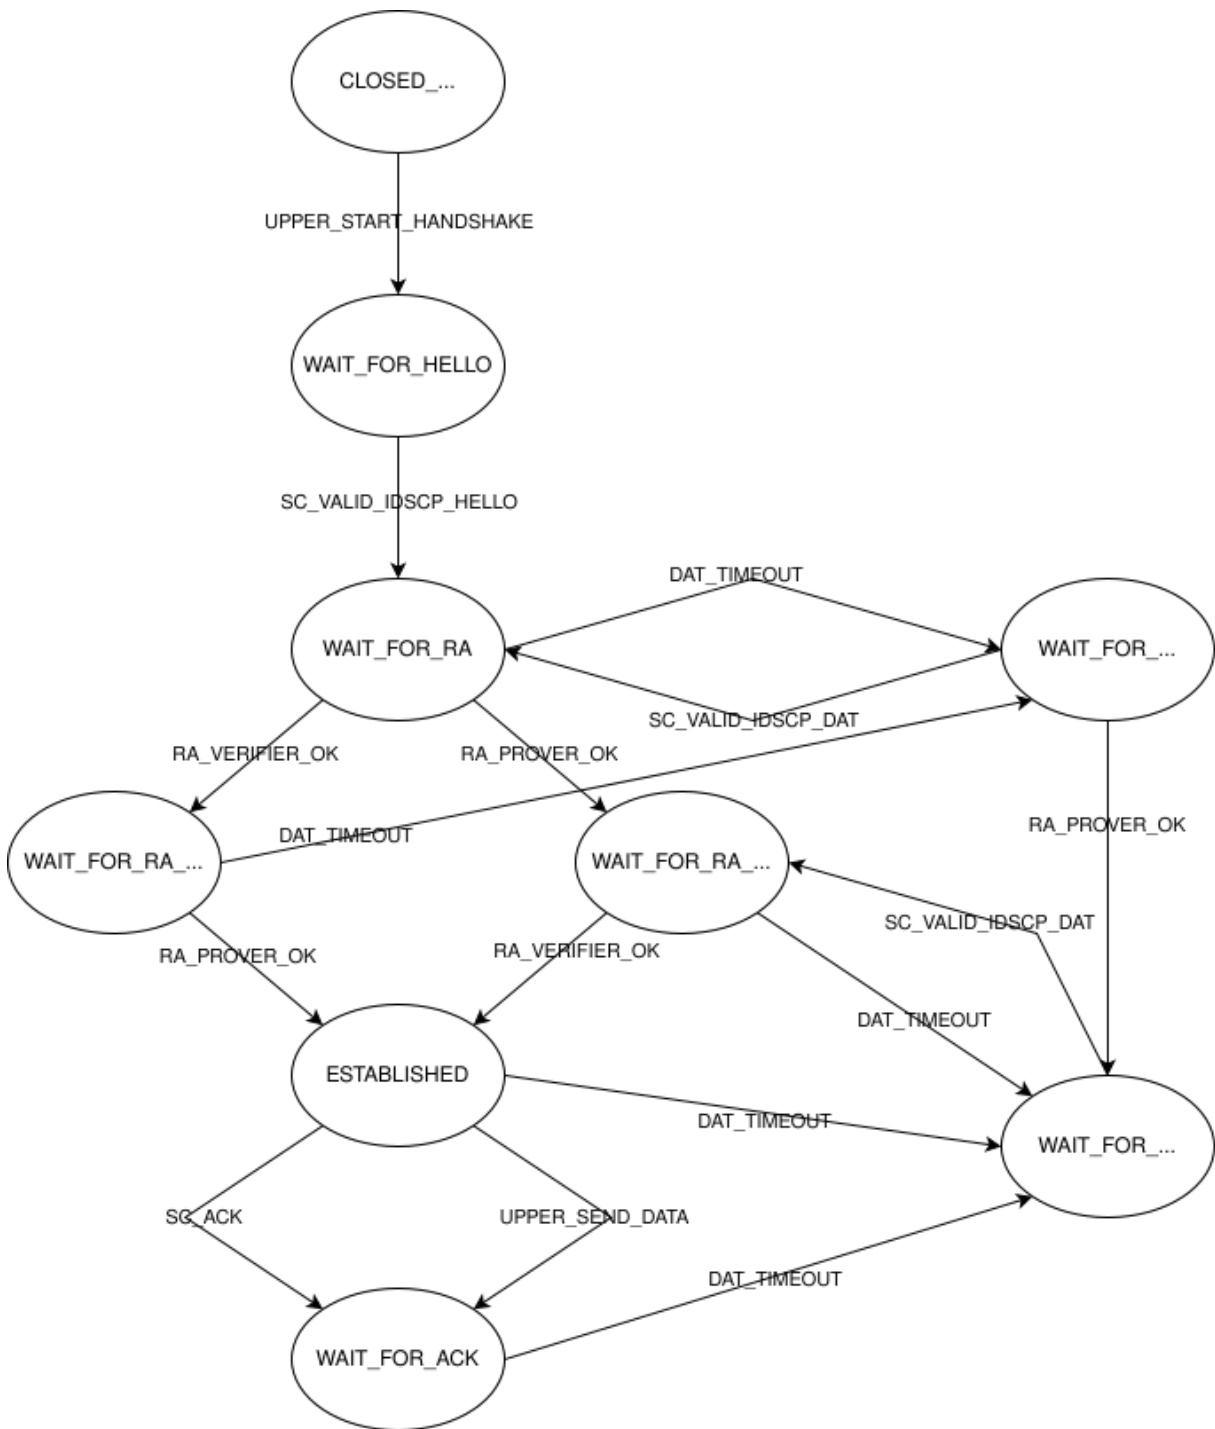 CLOSED_...
UPPER_START_HANDSHAKE
WAIT_FOR_HELLO
SC_VALID_IDSCP_HELLO
DAT_TIMEOUT
WAIT_FOR_RA
WAIT_FOR_...
SC_VALID_IDSCP_DAT
RA_VERIFIER_OK
RA_PROVER_OK
DAT_TIMEOUT
RA_PROVER_OK
WAIT_FOR_RA_...
WAIT_FOR_RA_...
SC_VALID_IDSCP_DAT
RA_PROVER_OK
RA_VERIFIER_OK
DAT_TIMEOUT
ESTABLISHED
DAT_TIMEOUT
WAIT_FOR_...
SC_ACK
UPPER_SEND_DATA
DAT_TIMEOUT
WAIT_FOR_ACK